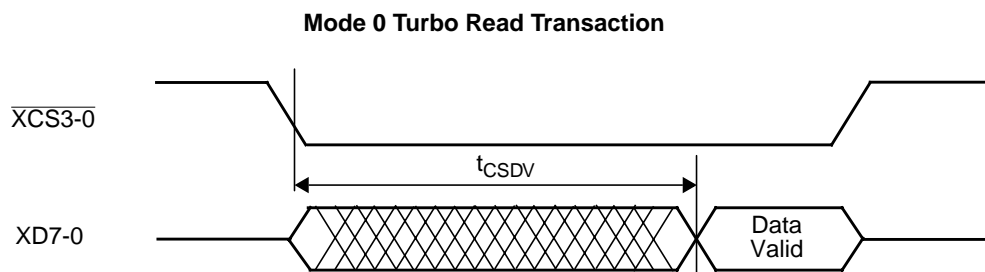 Mode 0 Turbo Read Transaction
XCS3-0
tCSDV
XD7-0
Data
Valid